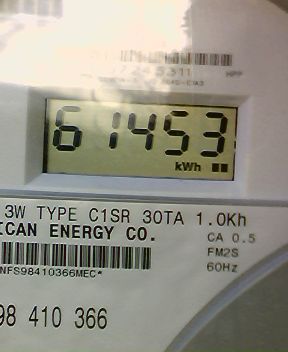 61453
kWh
3W TYPE C1SR 30TA 1.0Kh
ICAN ENERGY CO.
CA 0.5
FM2S
60Hz
NFS98410366MEC*
98 410 366